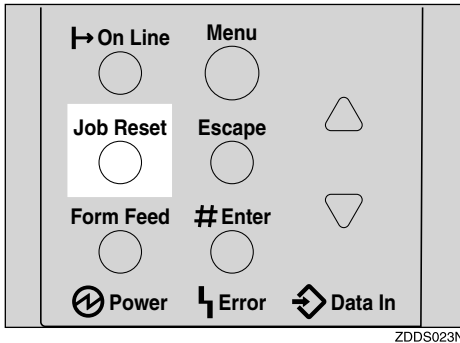 On Line Menu
Job Reset Escape
Form Feed # Enter
Power Error Data In
ZDDS023N